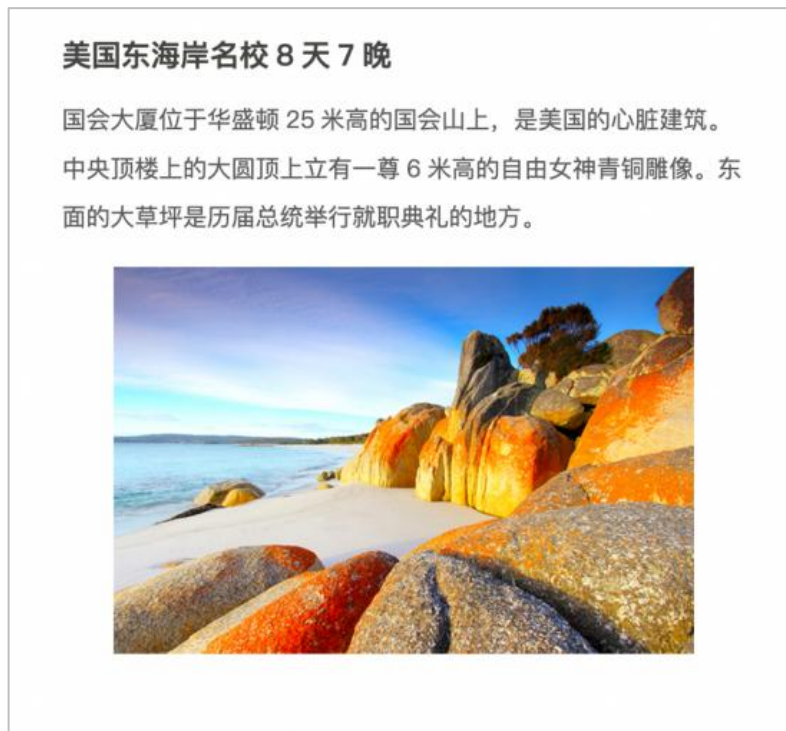 美国东海岸名校 8 天 7 晚
国会大厦位于华盛顿 25 米高的国会山上，是美国的心脏建筑。
中央顶楼上的大圆顶上立有一尊 6 米高的自由女神青铜雕像。东
面的大草坪是历届总统举行就职典礼的地方。